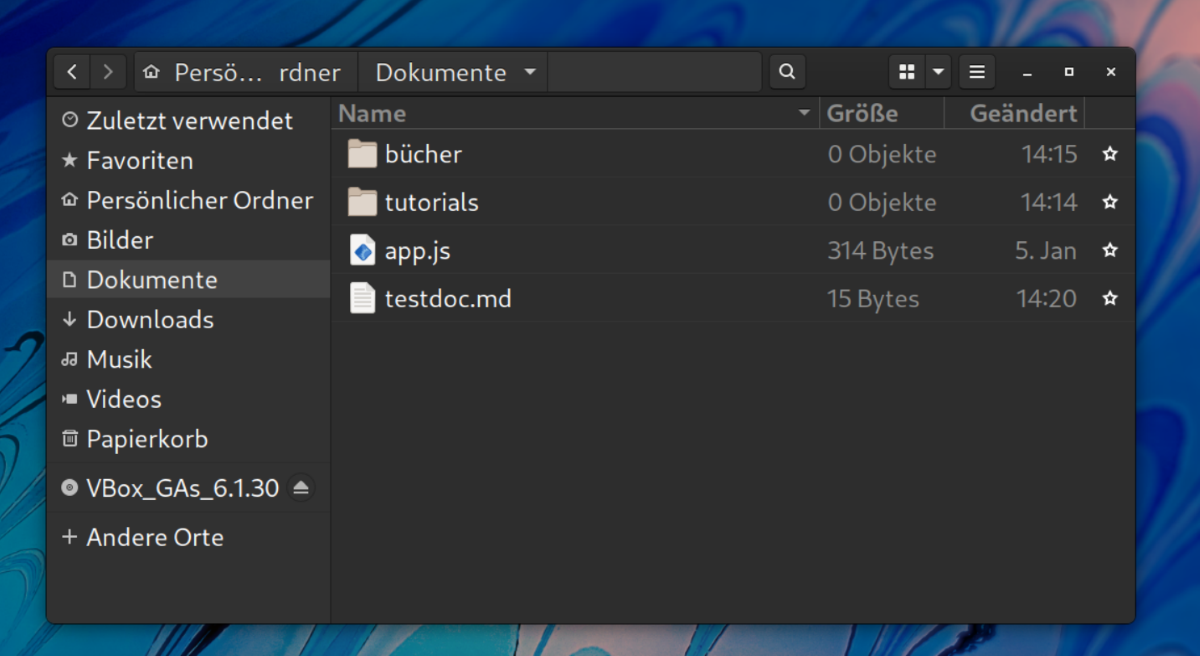 Persö… rdner Dokumente
Zuletzt verwendet
Favoriten
Persönlicher Ordner
Bilder
Dokumente
Downloads
Musik
Videos
Papierkorb
VBox_GAs_6.1.30
Andere Orte
Name Größe Geändert
bücher 0 Objekte 14:15
tutorials 0 Objekte 14:14
app.js 314 Bytes 5. Jan
testdoc.md 15 Bytes 14:20